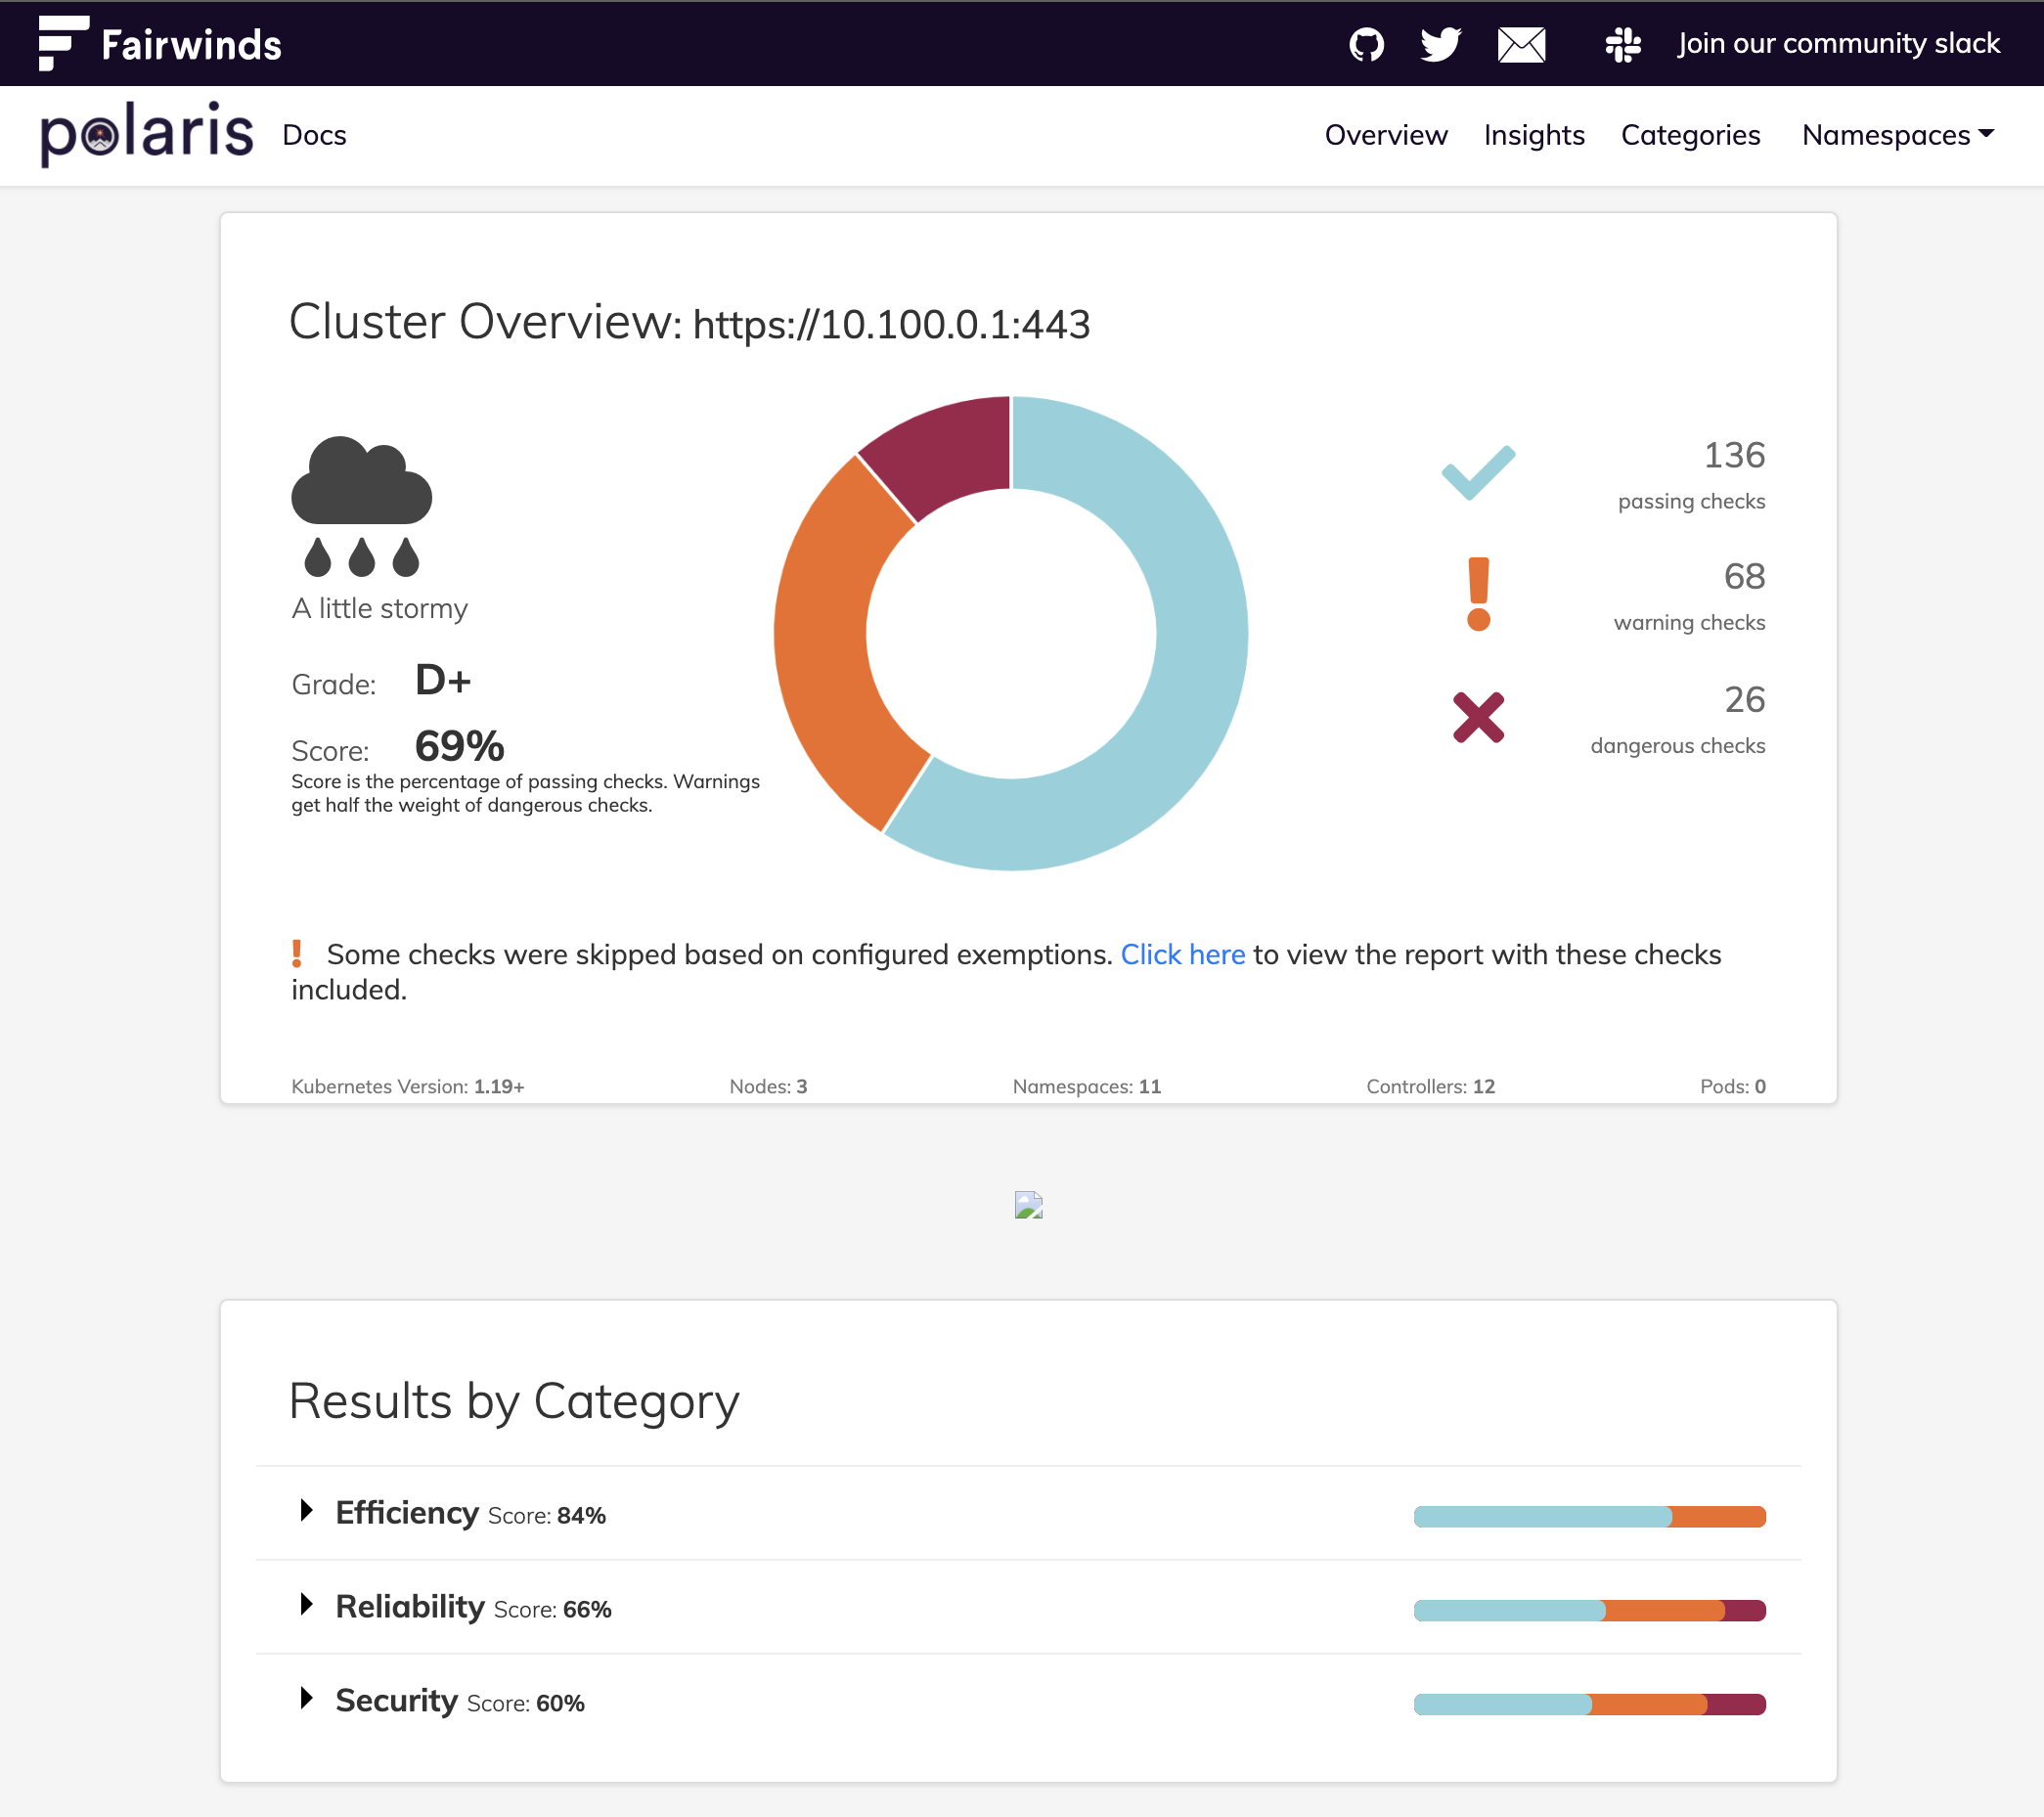 Fairwinds
Join our community slack
polaris
Docs
Overview
Insights
Categories
Namespaces
Cluster Overview: https://10.100.0.1:443
A little stormy
Grade: D+
Score: 69%
Score is the percentage of passing checks. Warnings
get half the weight of dangerous checks.
136
passing checks
68
warning checks
26
dangerous checks
Some checks were skipped based on configured exemptions. Click here to view the report with these checks
included.
Kubernetes Version: 1.19+
Nodes: 3
Namespaces: 11
Controllers: 12
Pods: 0
Results by Category
Efficiency Score: 84%
Reliability Score: 66%
Security Score: 60%